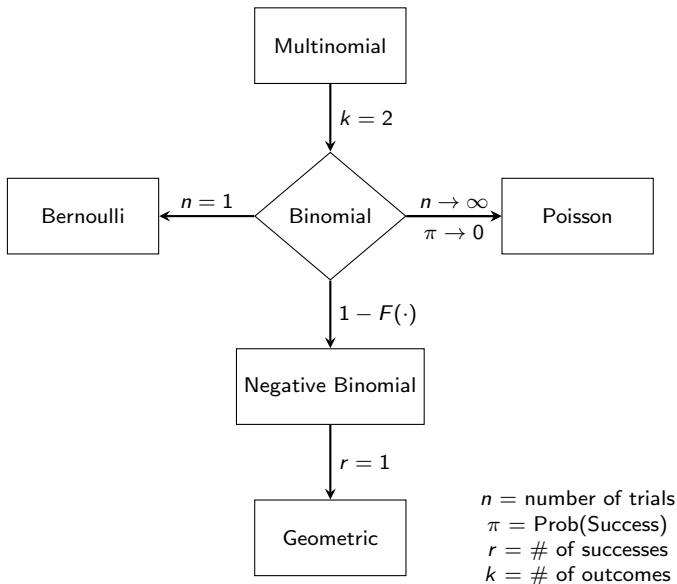 Multinomial
k = 2
Bernoulli
n = 1
Binomial
n → ∞
π → 0
Poisson
1 − F(·)
Negative Binomial
r = 1
Geometric
n = number of trials
π = Prob(Success)
r = # of successes
k = # of outcomes